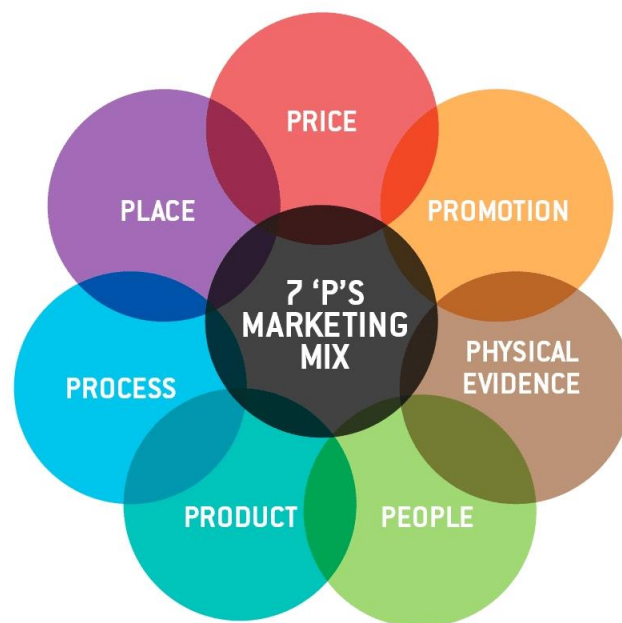 PRICE
PLACE
PROMOTION
7 ‘P’S
MARKETING
MIX
PROCESS
PHYSICAL
EVIDENCE
PRODUCT
PEOPLE